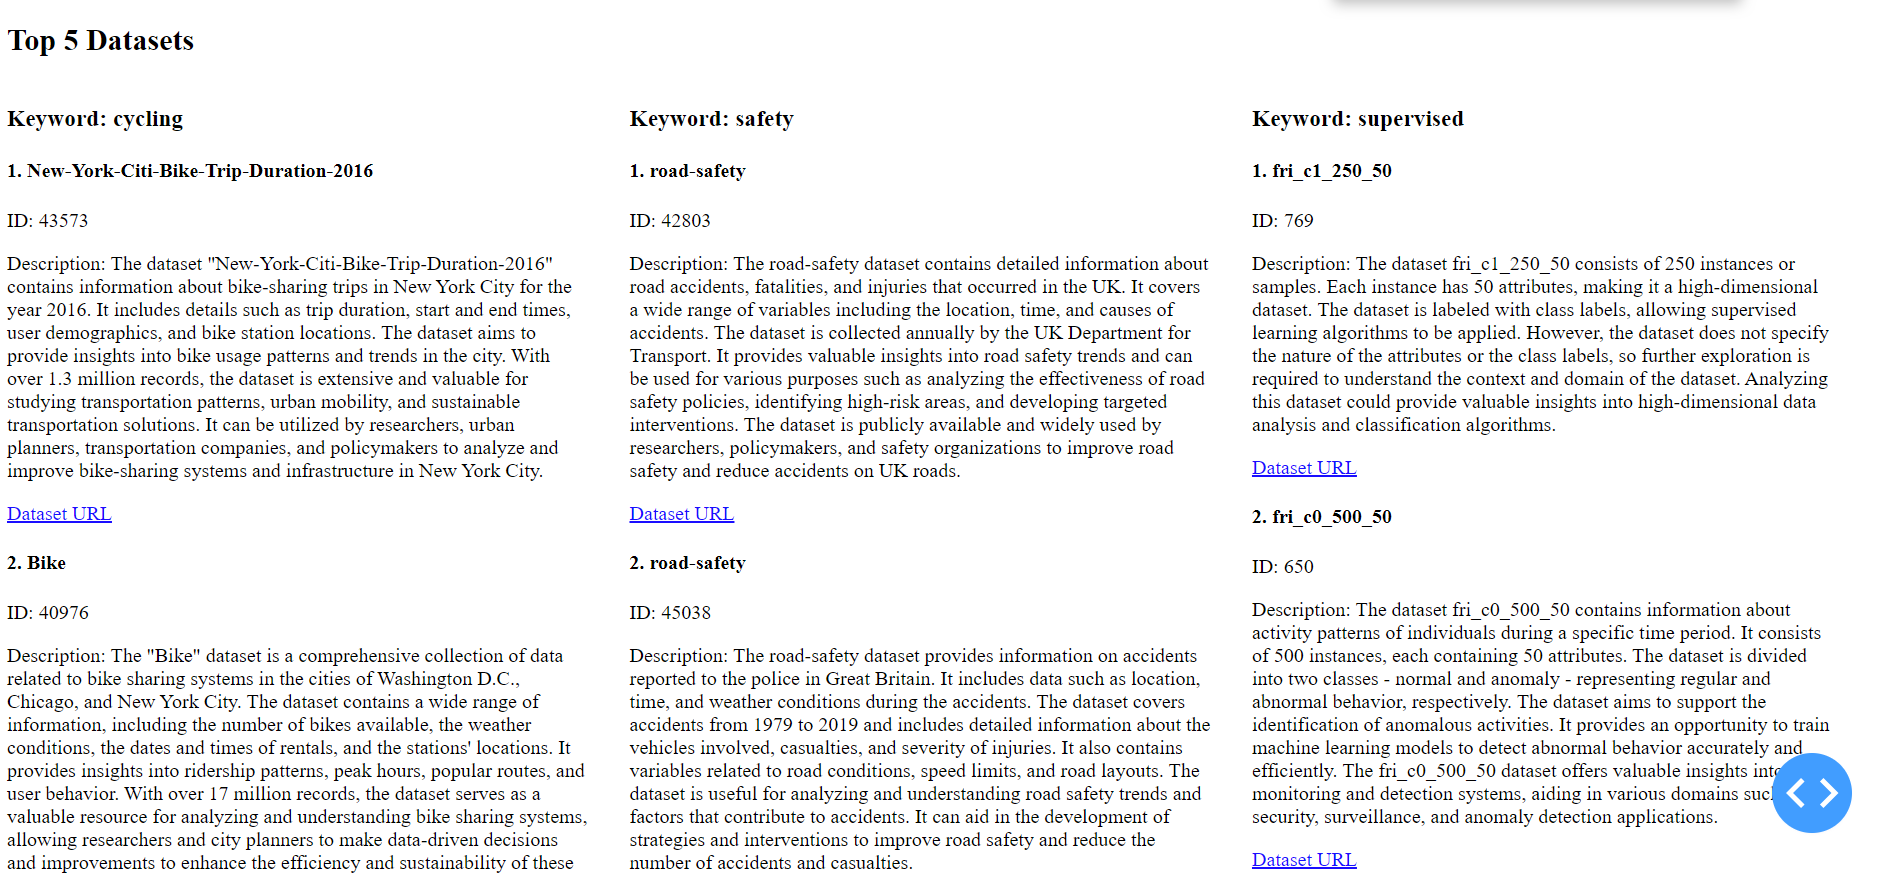 Top 5 Datasets
Keyword: cycling
1. New-York-Citi-Bike-Trip-Duration-2016
ID: 43573
Description: The dataset "New-York-Citi-Bike-Trip-Duration-2016"
contains information about bike-sharing trips in New York City for the
year 2016. It includes details such as trip duration, start and end times,
user demographics, and bike station locations. The dataset aims to
provide insights into bike usage patterns and trends in the city. With
over 1.3 million records, the dataset is extensive and valuable for
studying transportation patterns, urban mobility, and sustainable
transportation solutions. It can be utilized by researchers, urban
planners, transportation companies, and policymakers to analyze and
improve bike-sharing systems and infrastructure in New York City.
Dataset URL
2. Bike
ID: 40976
Description: The "Bike" dataset is a comprehensive collection of data
related to bike sharing systems in the cities of Washington D.C.,
Chicago, and New York City. The dataset contains a wide range of
information, including the number of bikes available, the weather
conditions, the dates and times of rentals, and the stations' locations. It
provides insights into ridership patterns, peak hours, popular routes, and
user behavior. With over 17 million records, the dataset serves as a
valuable resource for analyzing and understanding bike sharing systems,
allowing researchers and city planners to make data-driven decisions
and improvements to enhance the efficiency and sustainability of these
Keyword: safety
1. road-safety
ID: 42803
Description: The road-safety dataset contains detailed information about
road accidents, fatalities, and injuries that occurred in the UK. It covers
a wide range of variables including the location, time, and causes of
accidents. The dataset is collected annually by the UK Department for
Transport. It provides valuable insights into road safety trends and can
be used for various purposes such as analyzing the effectiveness of road
safety policies, identifying high-risk areas, and developing targeted
interventions. The dataset is publicly available and widely used by
researchers, policymakers, and safety organizations to improve road
safety and reduce accidents on UK roads.
Dataset URL
2. road-safety
ID: 45038
Description: The road-safety dataset provides information on accidents
reported to the police in Great Britain. It includes data such as location,
time, and weather conditions during the accidents. The dataset covers
accidents from 1979 to 2019 and includes detailed information about the
vehicles involved, casualties, and severity of injuries. It also contains
variables related to road conditions, speed limits, and road layouts. The
dataset is useful for analyzing and understanding road safety trends and
factors that contribute to accidents. It can aid in the development of
strategies and interventions to improve road safety and reduce the
number of accidents and casualties.
Keyword: supervised
1. fri_c1_250_50
ID: 769
Description: The dataset fri_c1_250_50 consists of 250 instances or
samples. Each instance has 50 attributes, making it a high-dimensional
dataset. The dataset is labeled with class labels, allowing supervised
learning algorithms to be applied. However, the dataset does not specify
the nature of the attributes or the class labels, so further exploration is
required to understand the context and domain of the dataset. Analyzing
this dataset could provide valuable insights into high-dimensional data
analysis and classification algorithms.
Dataset URL
2. fri_c0_500_50
ID: 650
Description: The dataset fri_c0_500_50 contains information about
activity patterns of individuals during a specific time period. It consists
of 500 instances, each containing 50 attributes. The dataset is divided
into two classes - normal and anomaly - representing regular and
abnormal behavior, respectively. The dataset aims to support the
identification of anomalous activities. It provides an opportunity to train
machine learning models to detect abnormal behavior accurately and
efficiently. The fri_c0_500_50 dataset offers valuable insights
monitoring and detection systems, aiding in various domains
security, surveillance, and anomaly detection applications.
Dataset URL